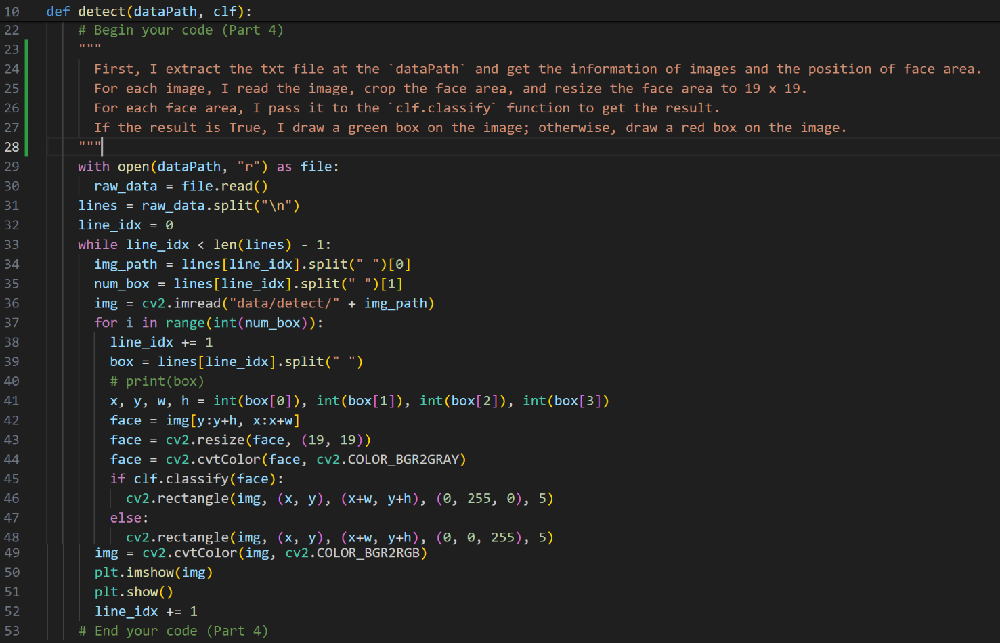 10 def detect(dataPath, clf):
22 # Begin your code (Part 4)
23 """
24 First, I extract the txt file at the `dataPath` and get the information of images and the position of face area.
25 For each image, I read the image, crop the face area, and resize the face area to 19 x 19.
26 For each face area, I pass it to the `clf.classify` function to get the result.
27 If the result is True, I draw a green box on the image; otherwise, draw a red box on the image.
28 """
29 with open(dataPath, "r") as file:
30 raw_data = file.read()
31 lines = raw_data.split("\n")
32 line_idx = 0
33 while line_idx < len(lines) - 1:
34 img_path = lines[line_idx].split(" ")[0]
35 num_box = lines[line_idx].split(" ")[1]
36 img = cv2.imread("data/detect/" + img_path)
37 for i in range(int(num_box)):
38 line_idx += 1
39 box = lines[line_idx].split(" ")
40 # print(box)
41 x, y, w, h = int(box[0]), int(box[1]), int(box[2]), int(box[3])
42 face = img[y:y+h, x:x+w]
43 face = cv2.resize(face, (19, 19))
44 face = cv2.cvtColor(face, cv2.COLOR_BGR2GRAY)
45 if clf.classify(face):
46 cv2.rectangle(img, (x, y), (x+w, y+h), (0, 255, 0), 5)
47 else:
48 cv2.rectangle(img, (x, y), (x+w, y+h), (0, 0, 255), 5)
49 img = cv2.cvtColor(img, cv2.COLOR_BGR2RGB)
50 plt.imshow(img)
51 plt.show()
52 line_idx += 1
53 # End your code (Part 4)